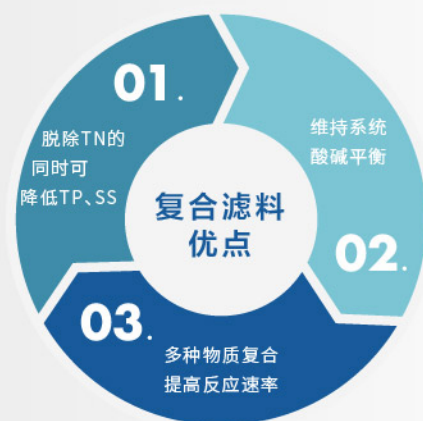 01.
脱除TN的
同时可
降低TP、SS
维持系统
酸碱平衡
02.
复合滤料
优点
03.
多种物质复合
提高反应速率